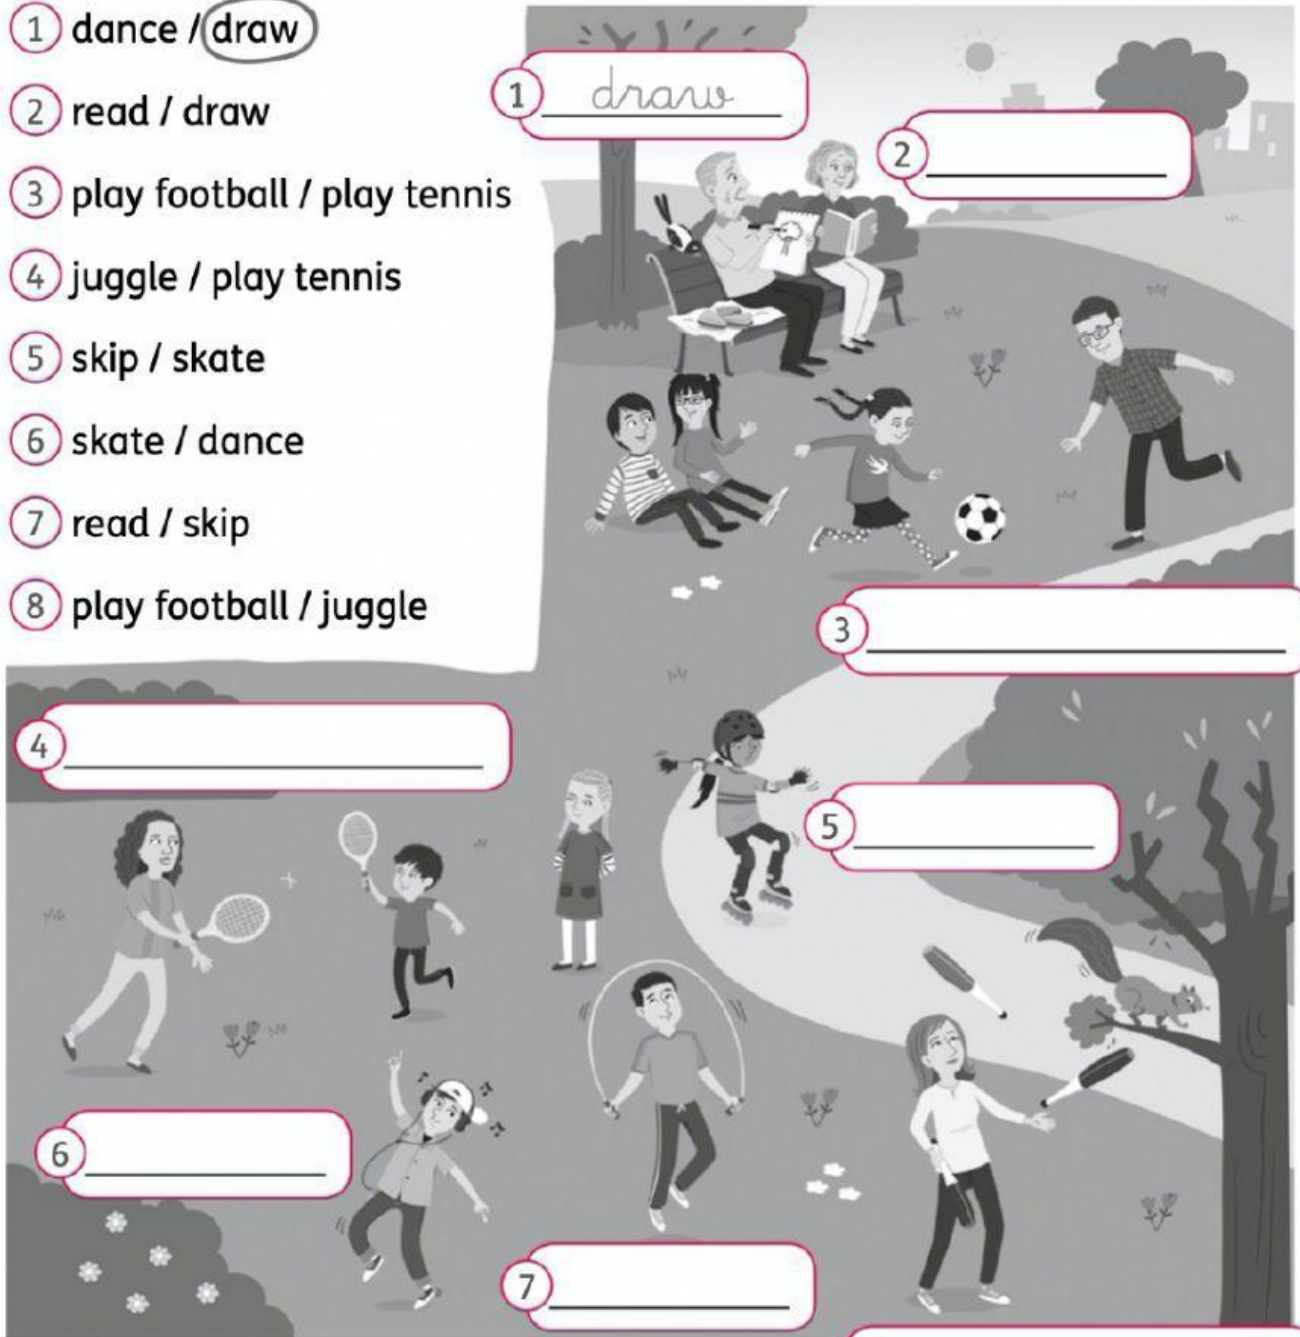 1 dance / draw
2 read / draw
3 play football / play tennis
4 juggle / play tennis
5 skip / skate
6 skate / dance
7 read / skip
8 play football / juggle
1 draw
2
3
4
5
6
7